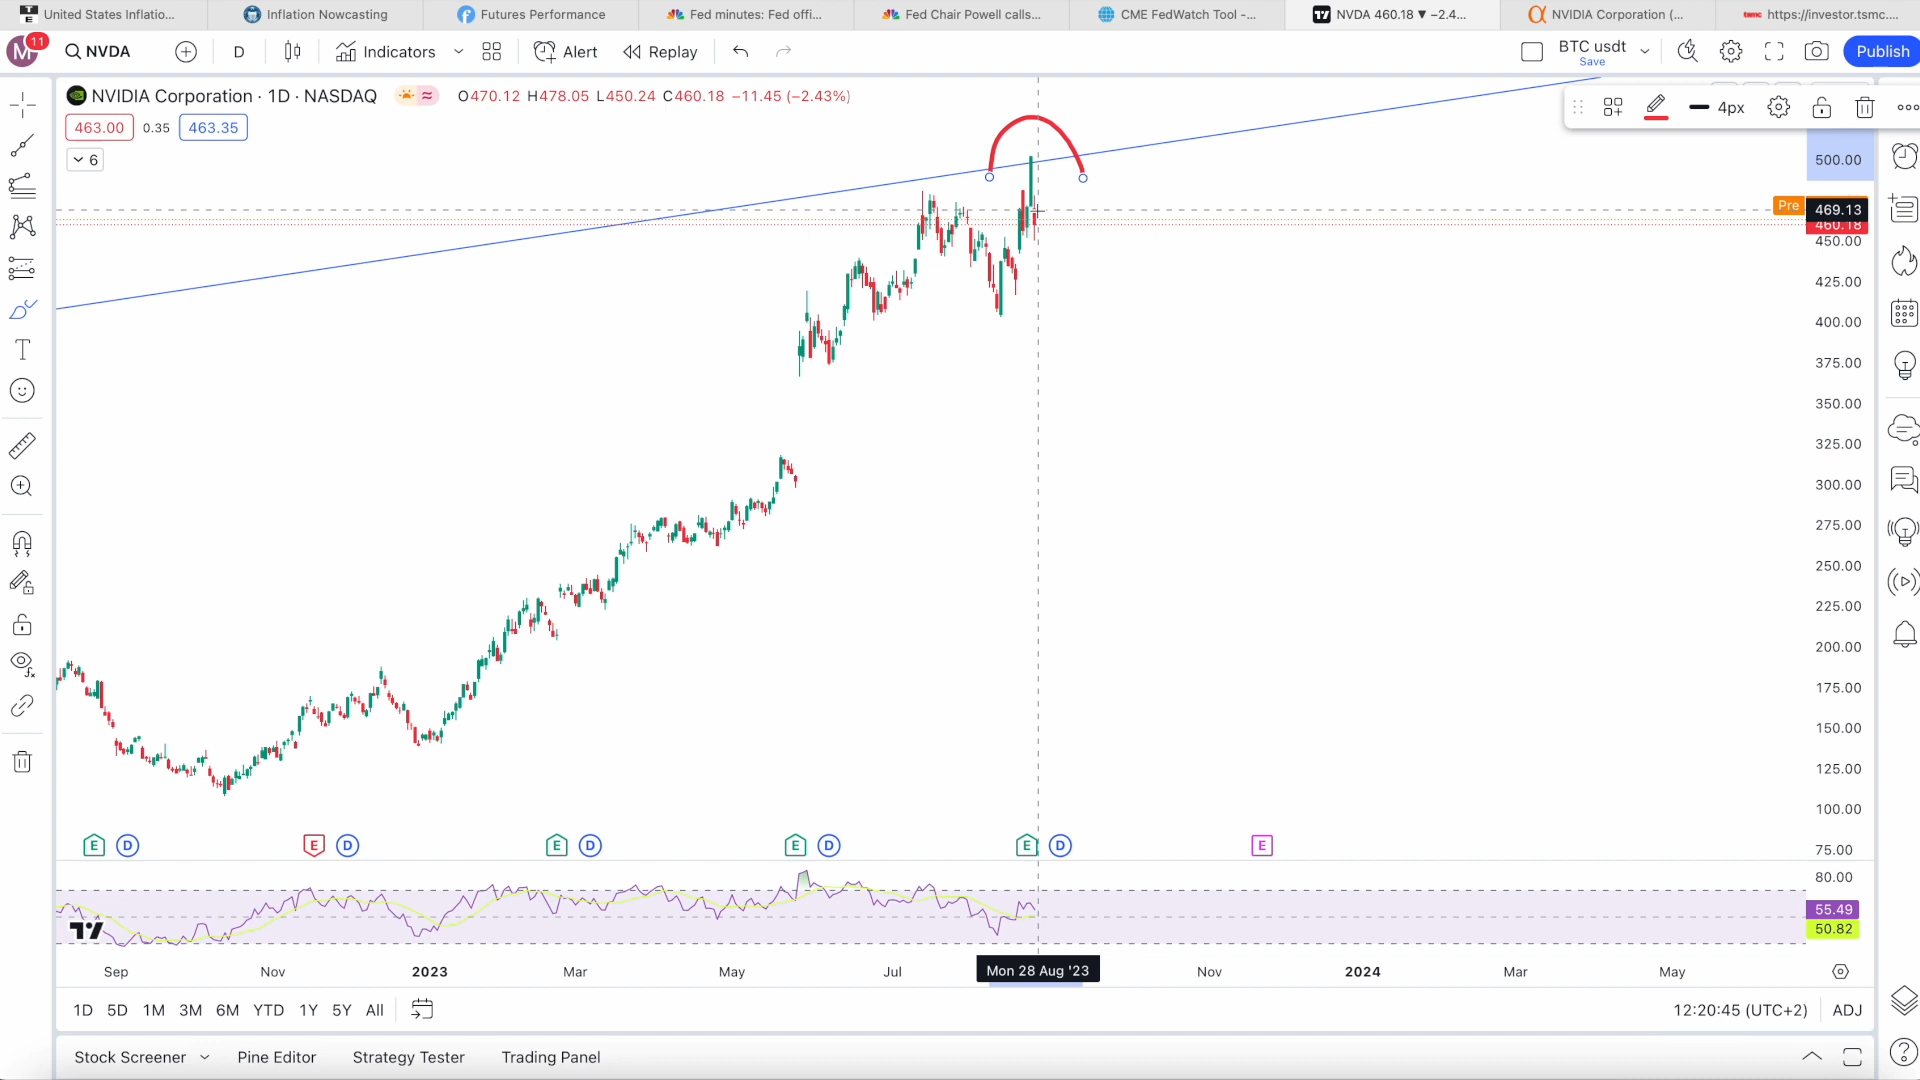 United States Inflatio...
Inflation Nowcasting
Futures Performance
Fed minutes: Fed offi...
Fed Chair Powell calls...
CME FedWatch Tool -...
NVDA 460.18 ▼ −2.4...
NVIDIA Corporation (...
https://investor.tsmc....
M
11
NVDA
D
Indicators
Alert
Replay
BTC usdt
Save
Publish
NVIDIA Corporation · 1D · NASDAQ
O470.12 H478.05 L450.24 C460.18 −11.45 (−2.43%)
463.00
0.35
463.35
6
4px
500.00
Pre
469.13
460.18
450.00
425.00
400.00
375.00
350.00
325.00
300.00
275.00
250.00
225.00
200.00
175.00
150.00
125.00
100.00
75.00
80.00
55.49
50.82
E
D
E
D
E
D
E
D
E
D
E
Sep
Nov
2023
Mar
May
Jul
Mon 28 Aug '23
Nov
2024
Mar
May
1D
5D
1M
3M
6M
YTD
1Y
5Y
All
12:20:45 (UTC+2)
ADJ
Stock Screener
Pine Editor
Strategy Tester
Trading Panel